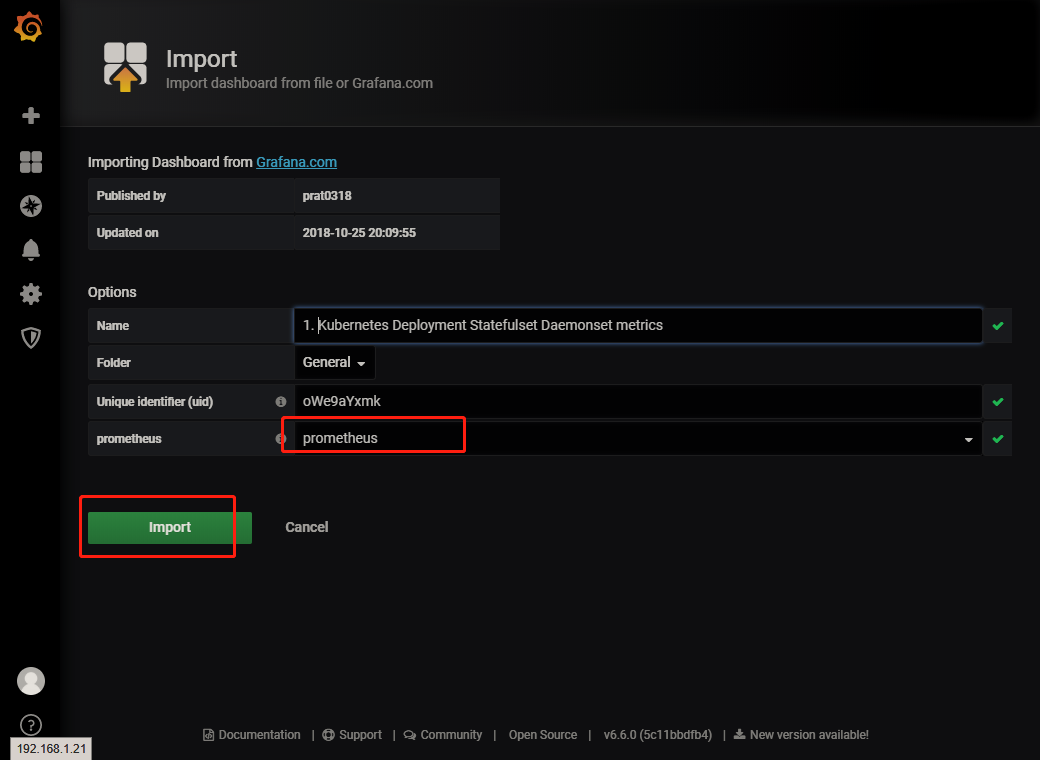 Import
Import dashboard from file or Grafana.com
Importing Dashboard from Grafana.com
Published by prat0318
Updated on 2018-10-25 20:09:55
Options
Name 1. Kubernetes Deployment Statefulset Daemonset metrics
Folder General
Unique identifier (uid) oWe9aYxmk
prometheus prometheus
Import Cancel
Documentation | Support | Community | Open Source | v6.6.0 (5c11bbdfb4) | New version available!
192.168.1.21